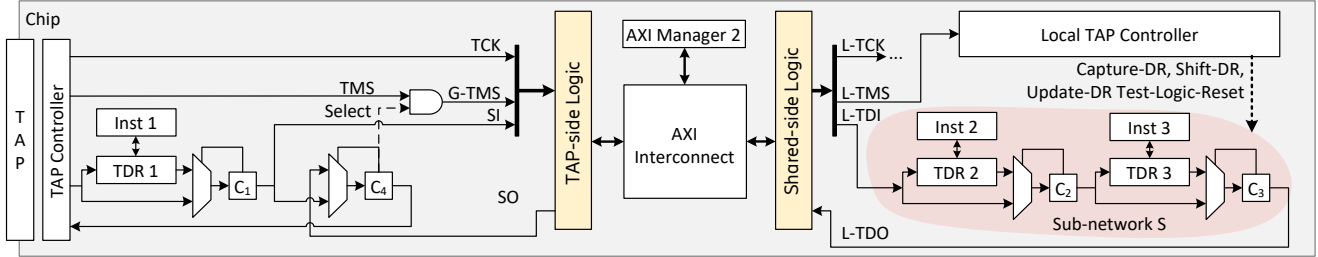 Chip
T
A
P
TAP Controller
TCK
TMS
G-TMS
Select
SI
Inst 1
TDR 1
C1
C4
SO
TAP-side Logic
AXI Manager 2
AXI
Interconnect
Shared-side Logic
L-TCK
...
L-TMS
L-TDI
L-TDO
Local TAP Controller
Capture-DR, Shift-DR,
Update-DR Test-Logic-Reset
Inst 2
TDR 2
C2
Inst 3
TDR 3
C3
Sub-network S